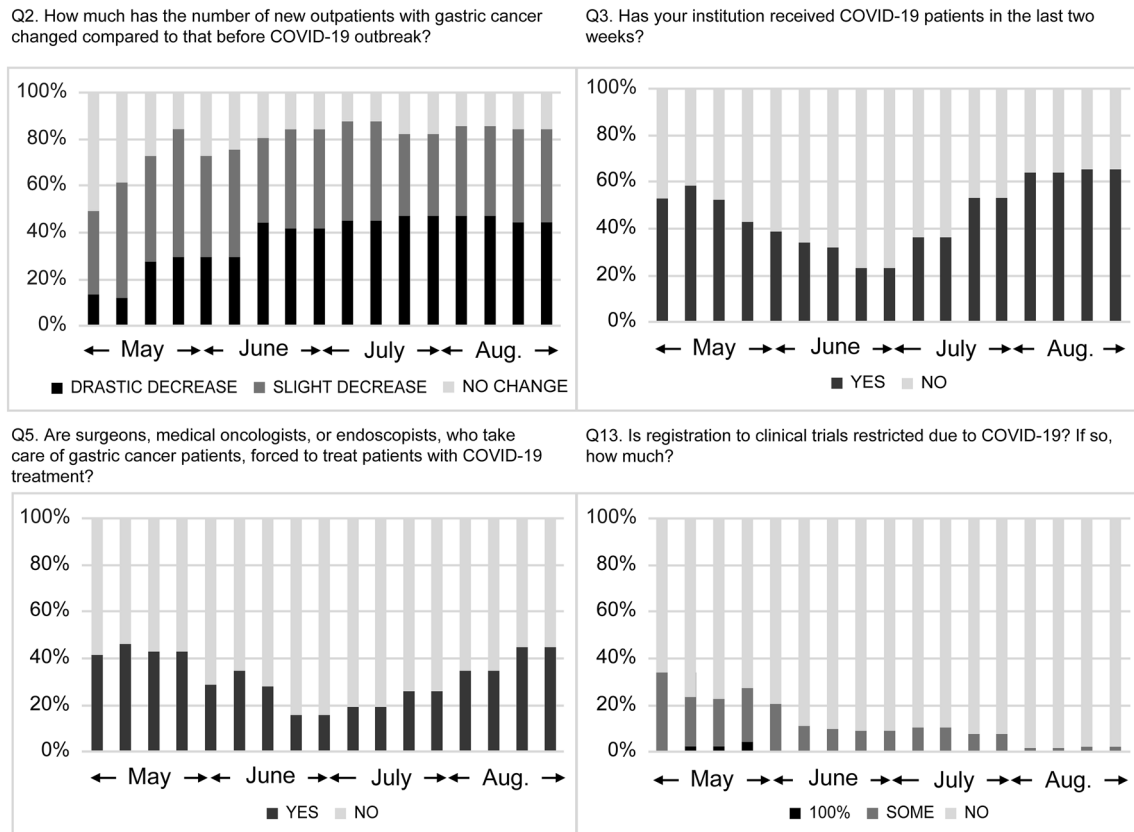 Q2. How much has the number of new outpatients with gastric cancer
changed compared to that before COVID-19 outbreak?
100%
80%
60%
40%
20%
0%
May
June
July
Aug.
DRASTIC DECREASE
SLIGHT DECREASE
NO CHANGE
Q3. Has your institution received COVID-19 patients in the last two
weeks?
100%
80%
60%
40%
20%
0%
May
June
July
Aug.
YES
NO
Q5. Are surgeons, medical oncologists, or endoscopists, who take
care of gastric cancer patients, forced to treat patients with COVID-19
treatment?
100%
80%
60%
40%
20%
0%
May
June
July
Aug.
YES
NO
Q13. Is registration to clinical trials restricted due to COVID-19? If so,
how much?
100%
80%
60%
40%
20%
0%
May
June
July
Aug.
100%
SOME
NO